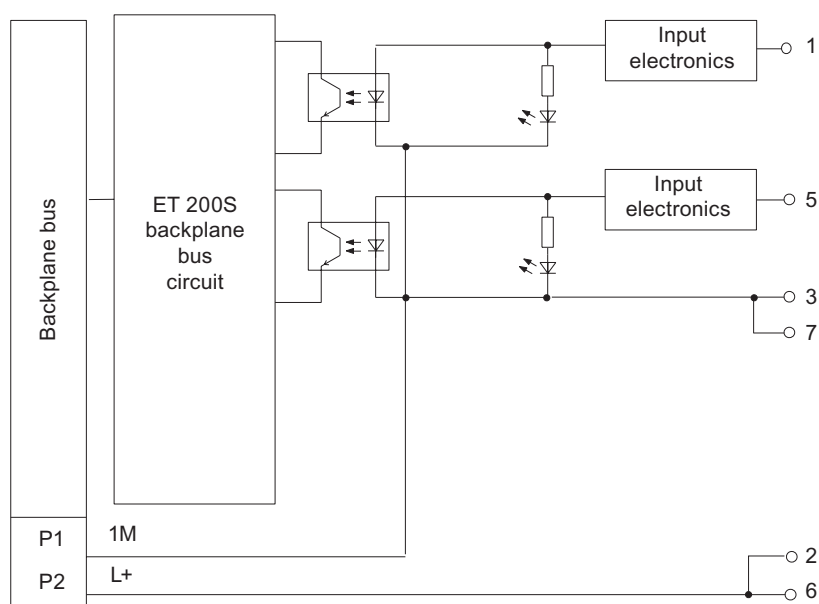 Input
electronics
1
Input
electronics
5
ET 200S
backplane
bus
circuit
Backplane bus
3
7
P1
1M
P2
L+
2
6